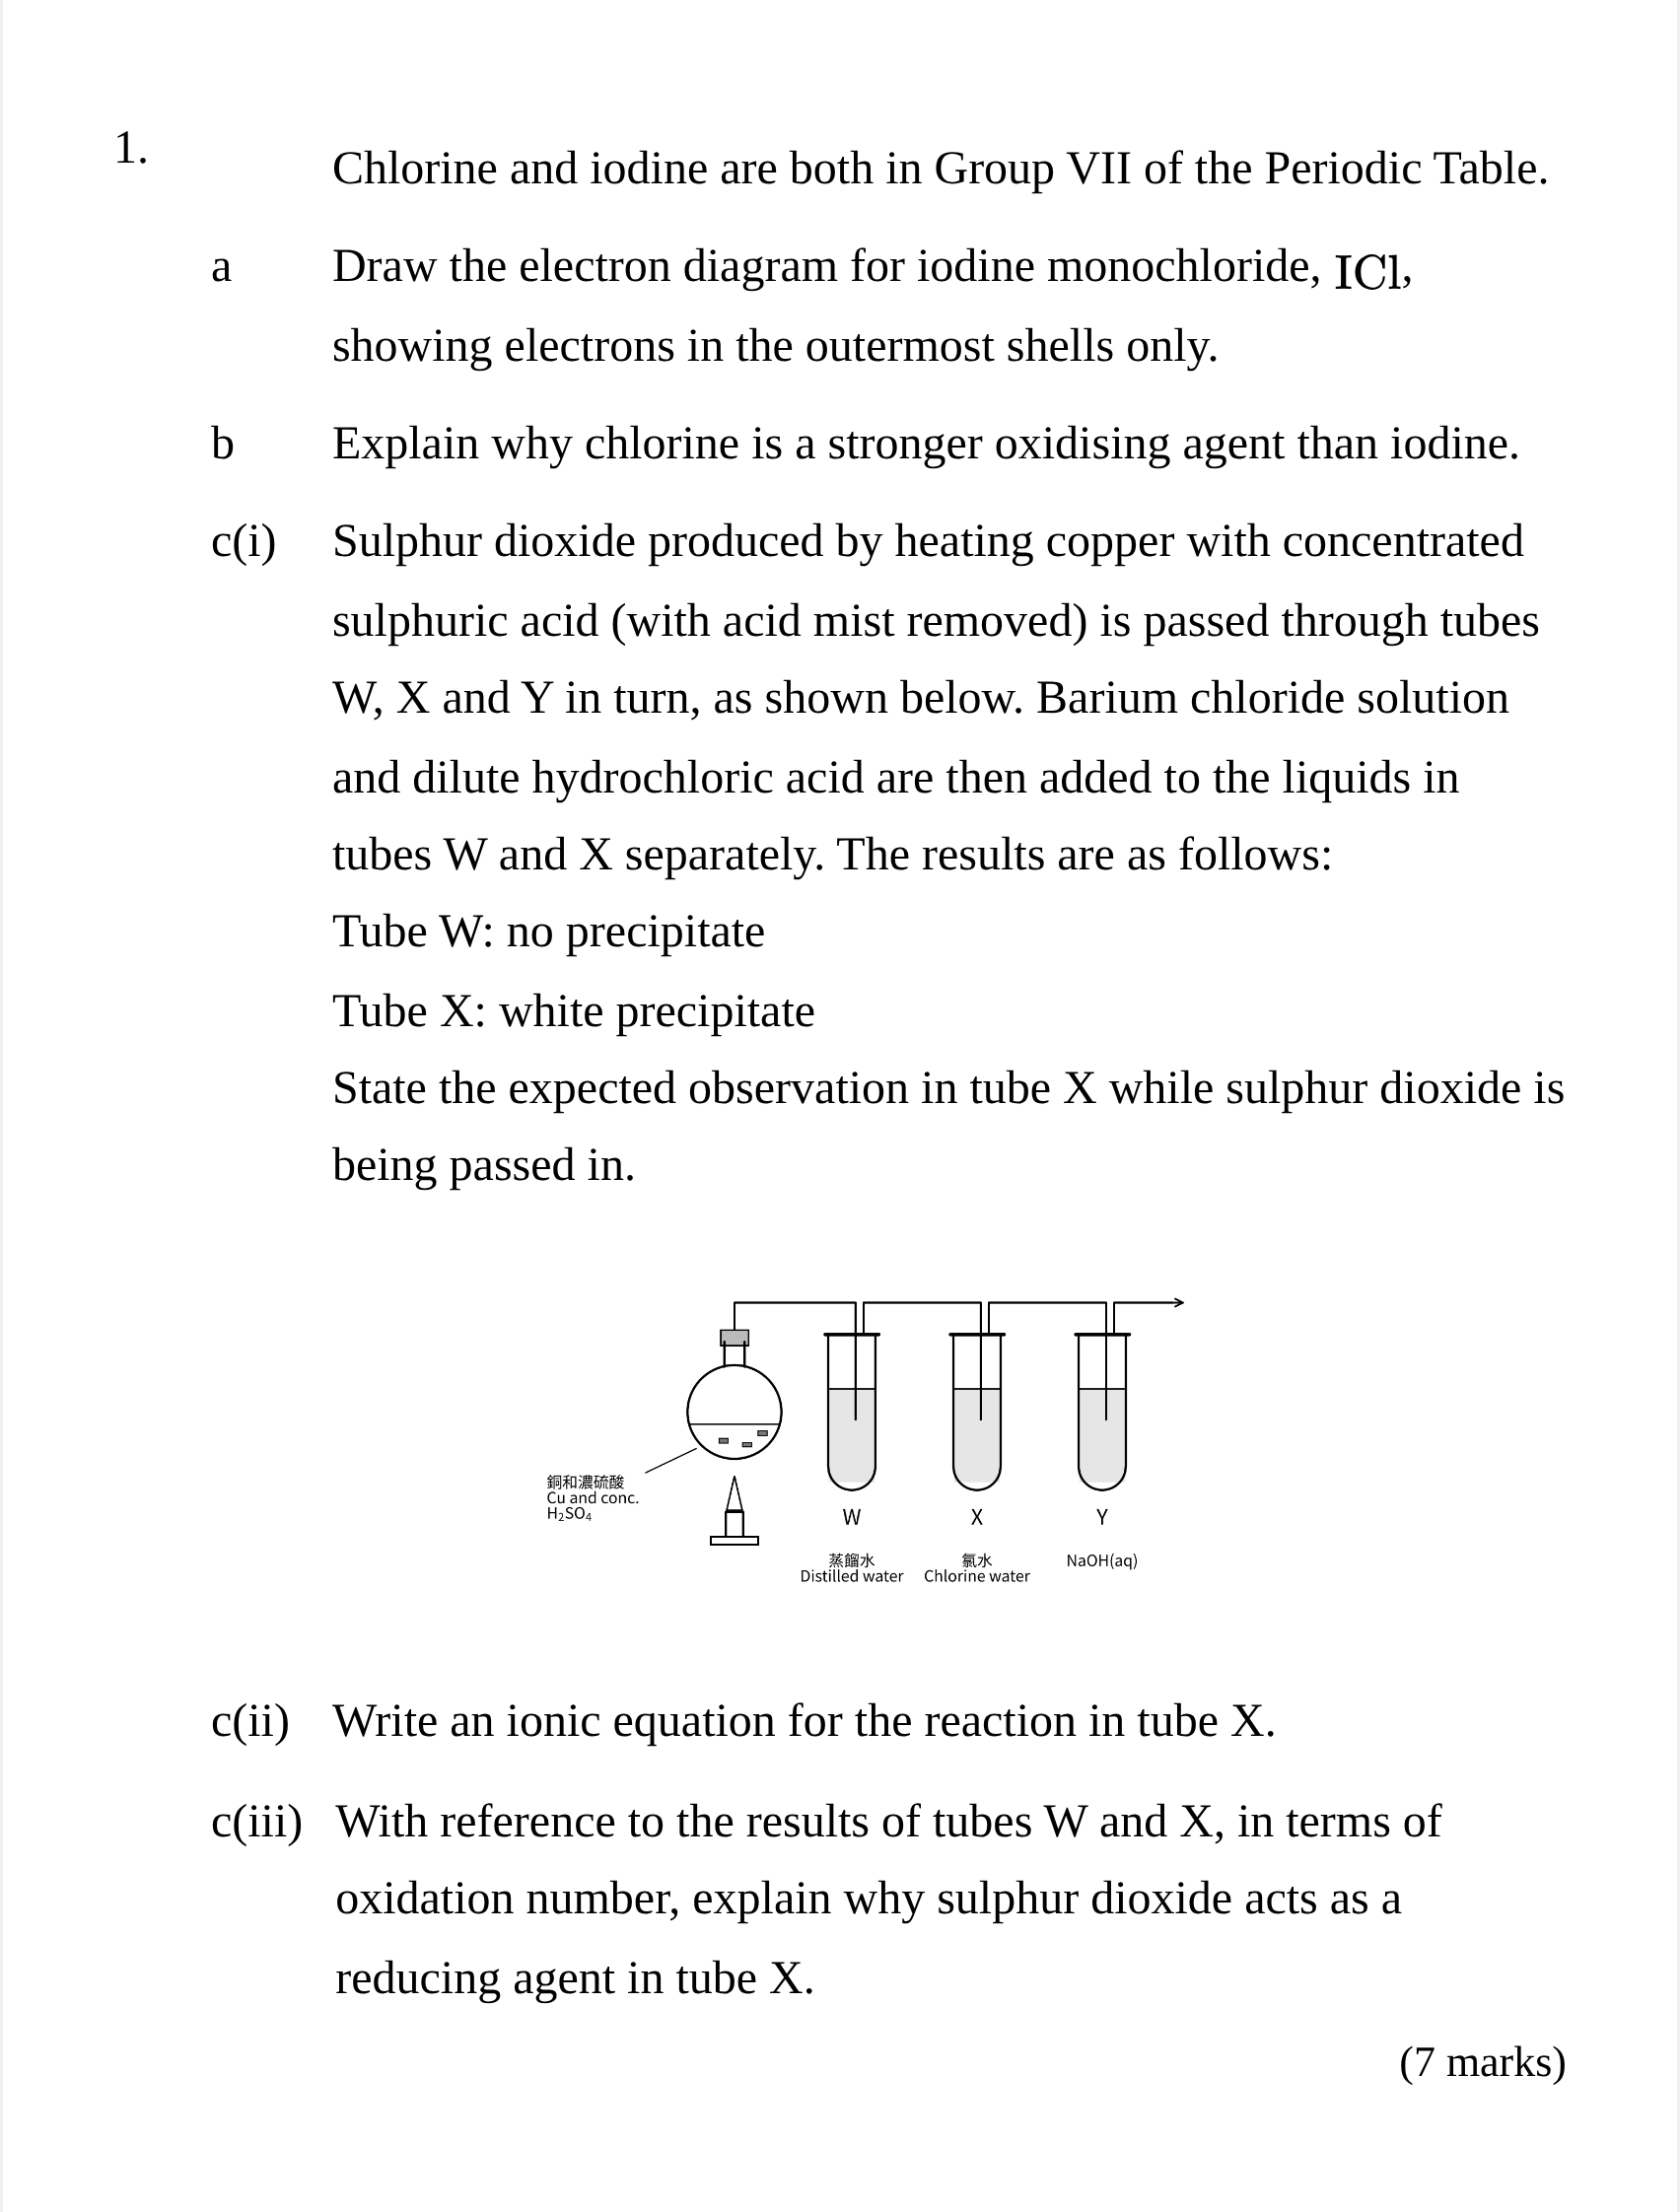 1.
Chlorine and iodine are both in Group VII of the Periodic Table.
a Draw the electron diagram for iodine monochloride, ICl,
showing electrons in the outermost shells only.
b Explain why chlorine is a stronger oxidising agent than iodine.
c(i) Sulphur dioxide produced by heating copper with concentrated
sulphuric acid (with acid mist removed) is passed through tubes
W, X and Y in turn, as shown below. Barium chloride solution
and dilute hydrochloric acid are then added to the liquids in
tubes W and X separately. The results are as follows:
Tube W: no precipitate
Tube X: white precipitate
State the expected observation in tube X while sulphur dioxide is
being passed in.
銅和濃硫酸
Cu and conc.
H₂SO₄
W X Y
蒸餾水 氯水 NaOH(aq)
Distilled water Chlorine water
c(ii) Write an ionic equation for the reaction in tube X.
c(iii) With reference to the results of tubes W and X, in terms of
oxidation number, explain why sulphur dioxide acts as a
reducing agent in tube X.
(7 marks)